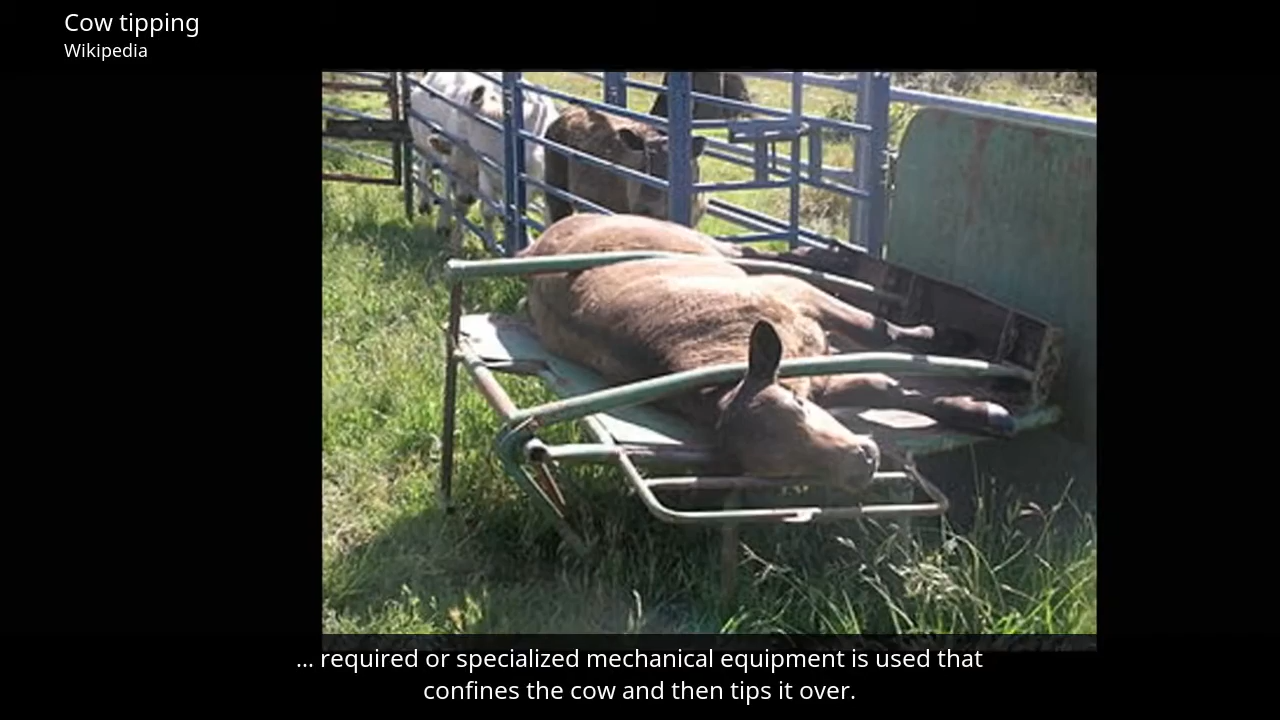 Cow tipping
Wikipedia
... required or specialized mechanical equipment is used that
confines the cow and then tips it over.